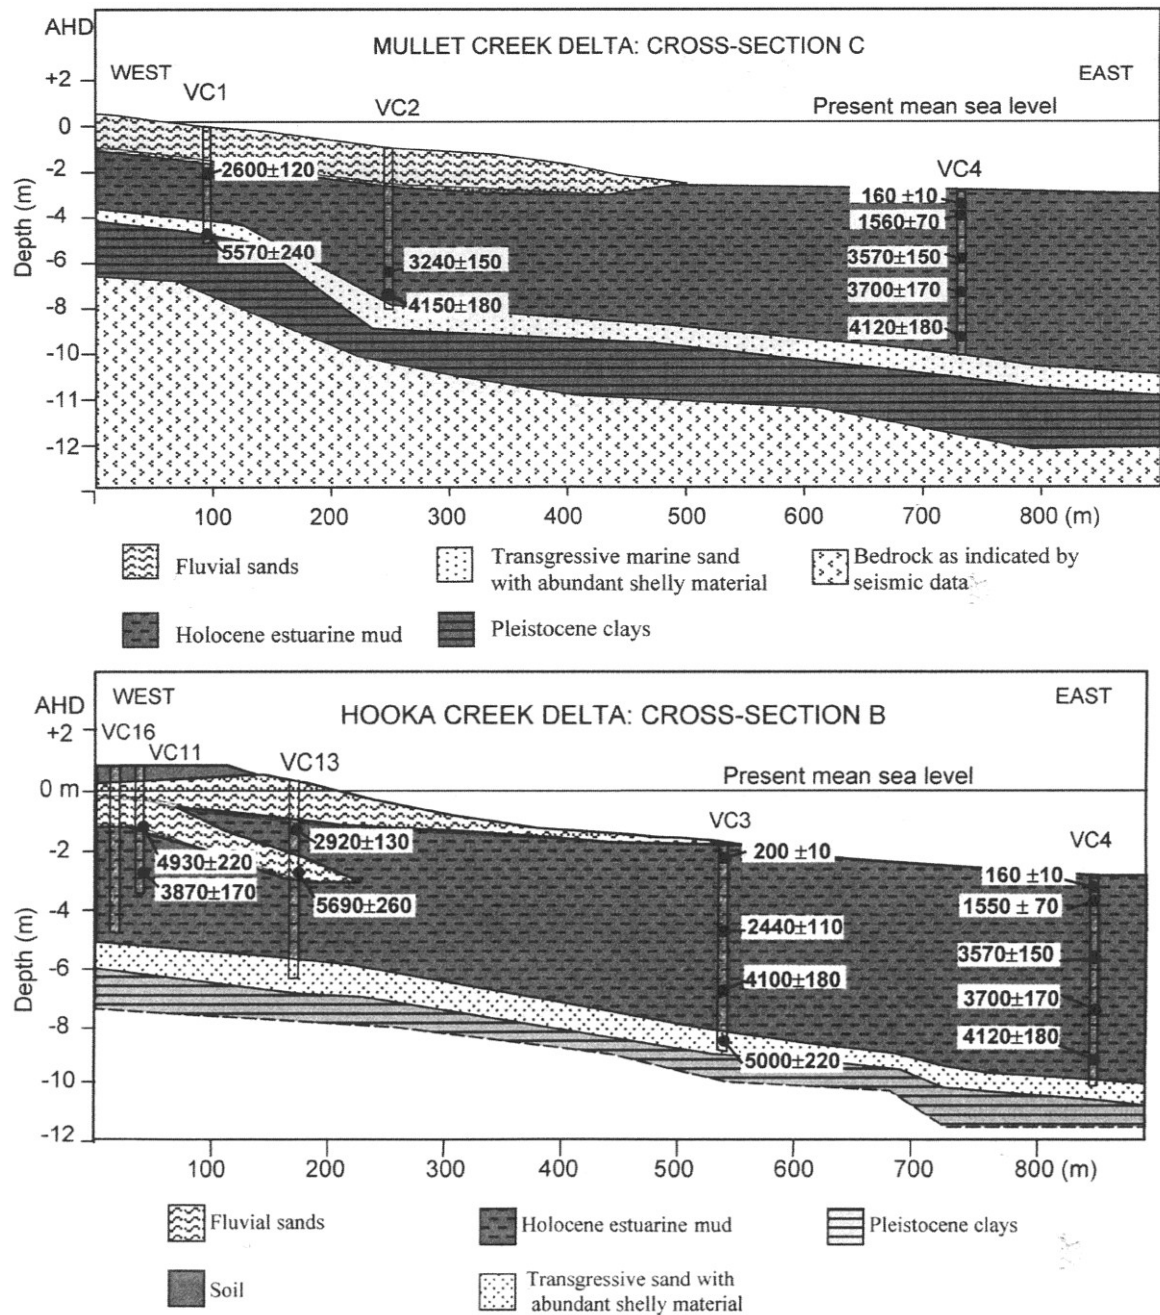 AHD
MULLET CREEK DELTA: CROSS-SECTION C
WEST
EAST
+2
VC1
VC2
Present mean sea level
0
-2
2600±120
VC4
160 ±10
1560±70
-4
5570±240
3240±150
3570±150
-6
4150±180
3700±170
-8
4120±180
-10
-11
-12
Depth (m)
100
200
300
400
500
600
700
800 (m)
Fluvial sands
Transgressive marine sand
with abundant shelly material
Bedrock as indicated by
seismic data
Holocene estuarine mud
Pleistocene clays
WEST
EAST
AHD
HOOKA CREEK DELTA: CROSS-SECTION B
+2
VC16
VC11
VC13
Present mean sea level
0 m
VC3
VC4
2920±130
200 ±10
-2
4930±220
160 ±10
3870±170
5690±260
1550 ± 70
-4
2440±110
3570±150
-6
4100±180
3700±170
-8
4120±180
5000±220
-10
-12
Depth (m)
100
200
300
400
500
600
700
800 (m)
Fluvial sands
Holocene estuarine mud
Pleistocene clays
Soil
Transgressive sand with
abundant shelly material